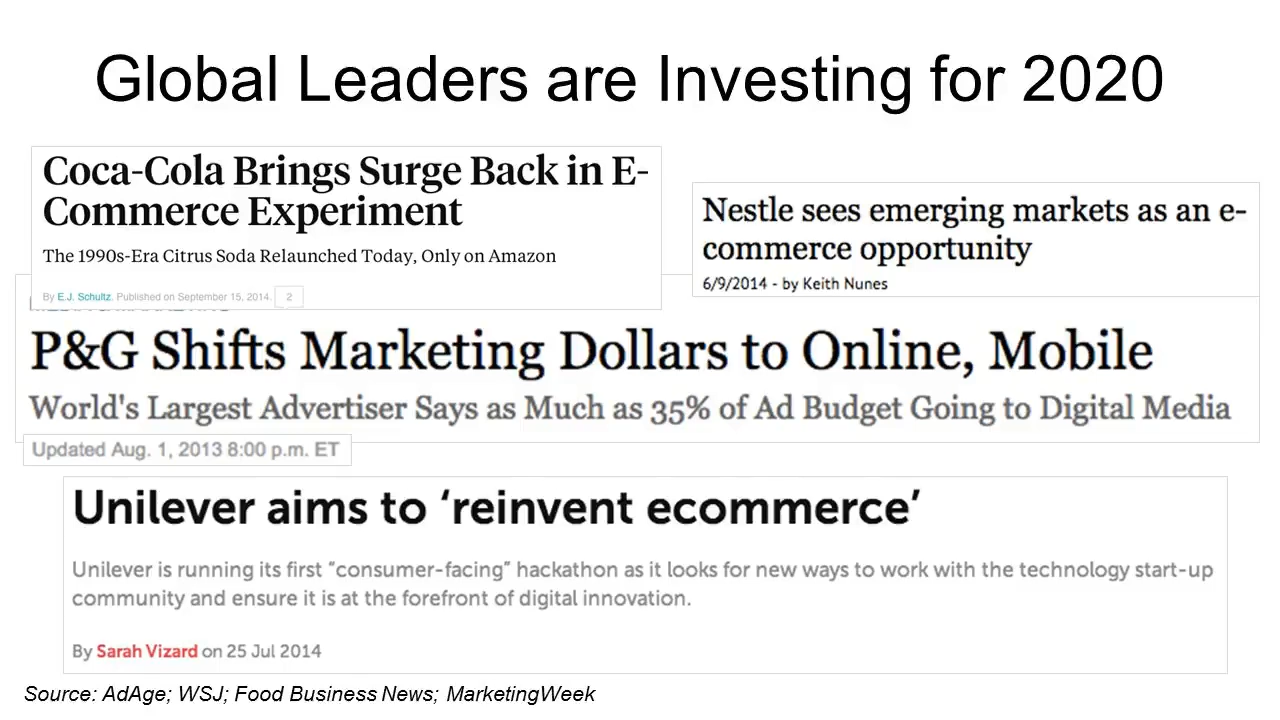 Global Leaders are Investing for 2020
Coca-Cola Brings Surge Back in E-
Commerce Experiment
The 1990s-Era Citrus Soda Relaunched Today, Only on Amazon
By E.J. Schultz. Published on September 15, 2014. 2
Nestle sees emerging markets as an e-
commerce opportunity
6/9/2014 - by Keith Nunes
P&G Shifts Marketing Dollars to Online, Mobile
World's Largest Advertiser Says as Much as 35% of Ad Budget Going to Digital Media
Updated Aug. 1, 2013 8:00 p.m. ET
Unilever aims to ‘reinvent ecommerce’
Unilever is running its first “consumer-facing” hackathon as it looks for new ways to work with the technology start-up
community and ensure it is at the forefront of digital innovation.
By Sarah Vizard on 25 Jul 2014
Source: AdAge; WSJ; Food Business News; MarketingWeek